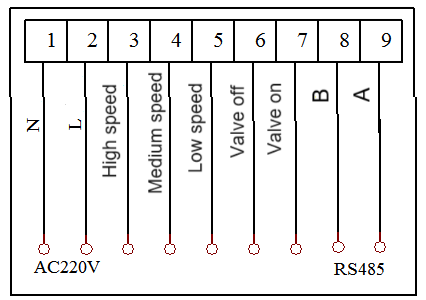 1 2 3 4 5 6 7 8 9
N
L
High speed
Medium speed
Low speed
Valve off
Valve on
B
A
AC220V
RS485